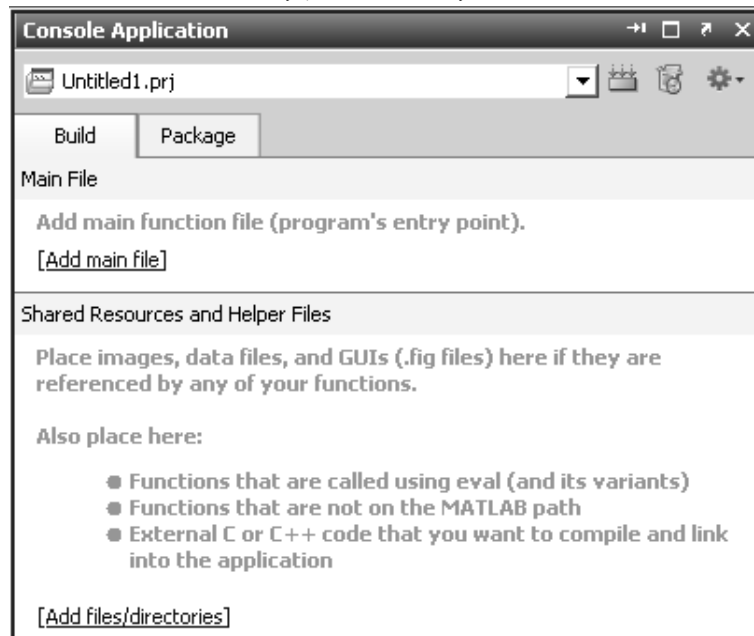 Console Application
Untitled1.prj
Build Package
Main File
Add main function file (program's entry point).
[Add main file]
Shared Resources and Helper Files
Place images, data files, and GUIs (.fig files) here if they are
referenced by any of your functions.
Also place here:
Functions that are called using eval (and its variants)
Functions that are not on the MATLAB path
External C or C++ code that you want to compile and link
into the application
[Add files/directories]